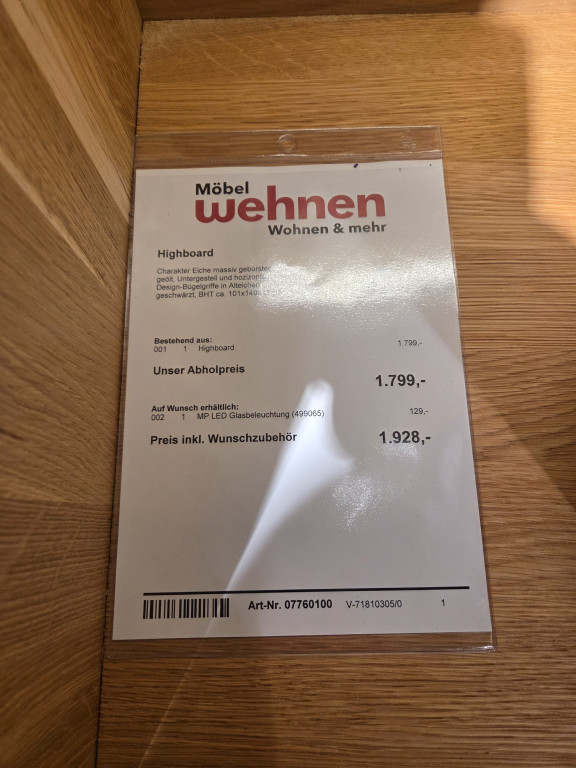 Möbel
wehnen
Wohnen & mehr
Highboard
Charakter Eiche massiv gebürstet
geölt, Untergestell und
Design-Bügelgriffe in Alteichen
geschwärzt, BHT ca.
Bestehend aus:
001 1 Highboard 1.799,-
Unser Abholpreis 1.799,-
Auf Wunsch erhältlich:
002 1 MP LED Glasbeleuchtung (499065) 129,-
Preis inkl. Wunschzubehör 1.928,-
Art-Nr. 07760100 V-71810305/0 1